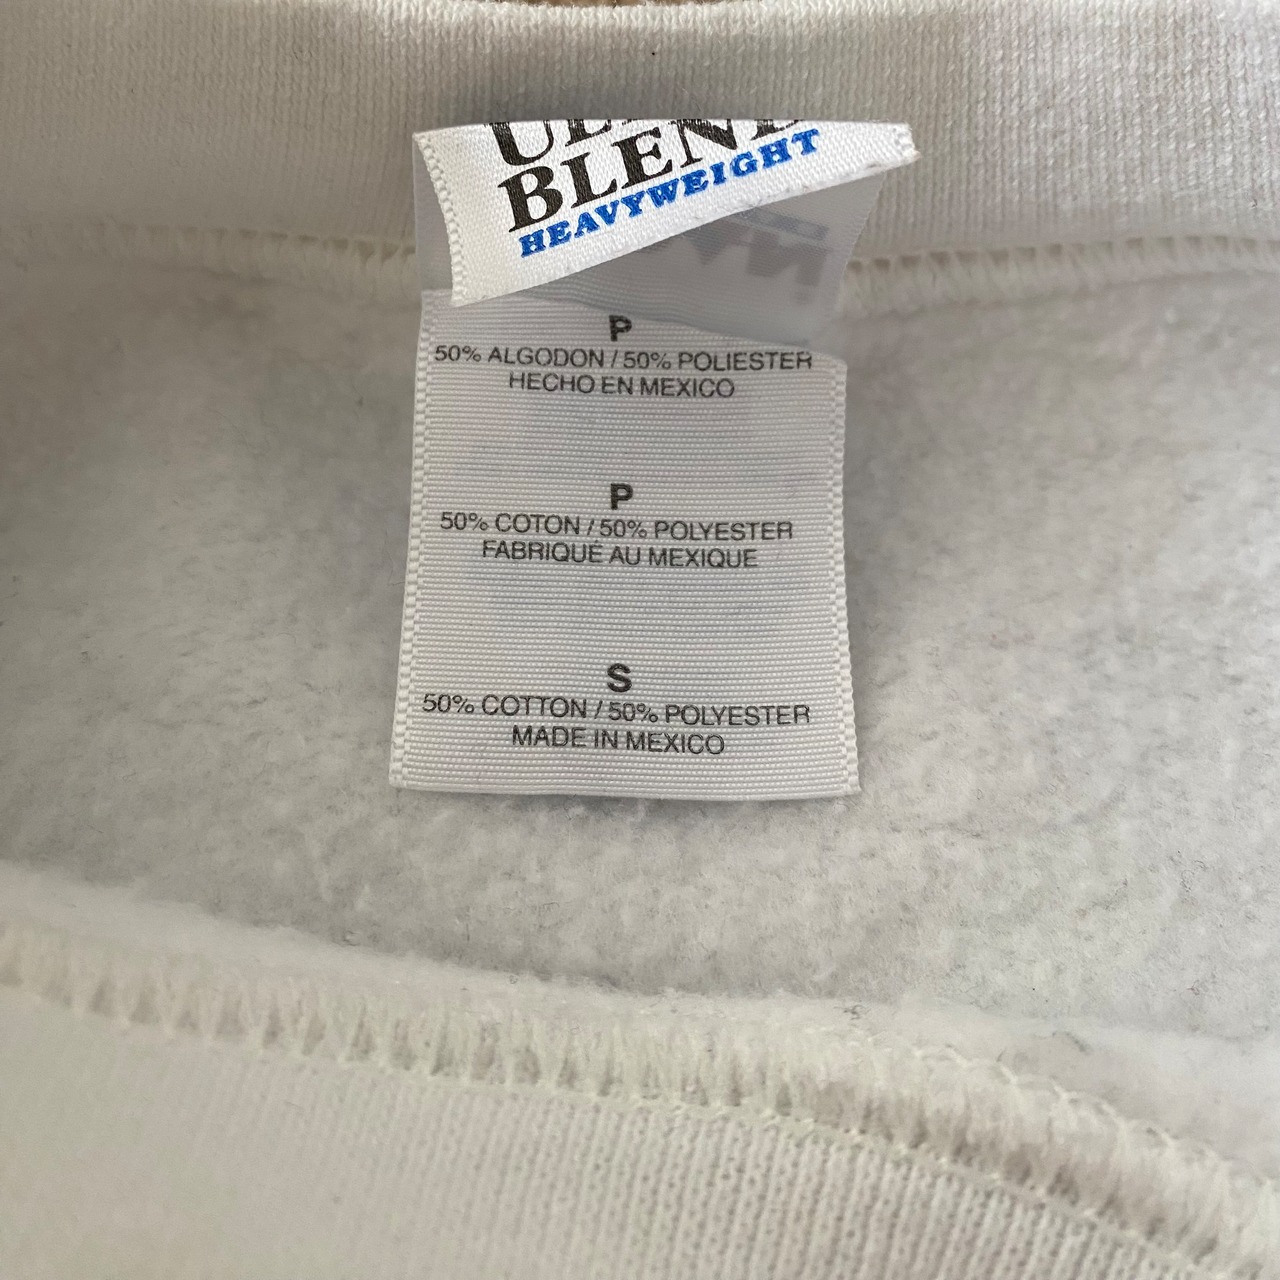 BLEND
HEAVYWEIGHT
P
50% ALGODON / 50% POLIESTER
HECHO EN MEXICO
P
50% COTON / 50% POLYESTER
FABRIQUÉ AU MEXIQUE
S
50% COTTON / 50% POLYESTER
MADE IN MEXICO